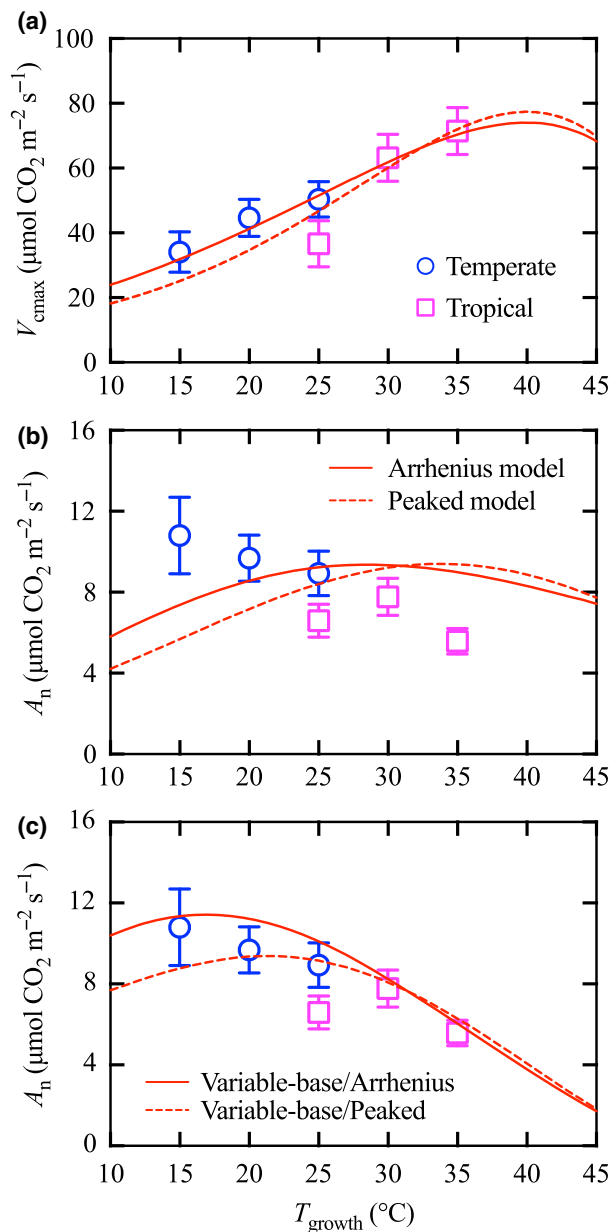 (a)
100
80
60
40
20
0
V_cmax (μmol CO₂ m⁻² s⁻¹)
Temperate
Tropical
10 15 20 25 30 35 40 45
(b)
16
12
8
4
0
A_n (μmol CO₂ m⁻² s⁻¹)
Arrhenius model
Peaked model
10 15 20 25 30 35 40 45
(c)
16
12
8
4
0
A_n (μmol CO₂ m⁻² s⁻¹)
Variable-base/Arrhenius
Variable-base/Peaked
10 15 20 25 30 35 40 45
T_growth (°C)